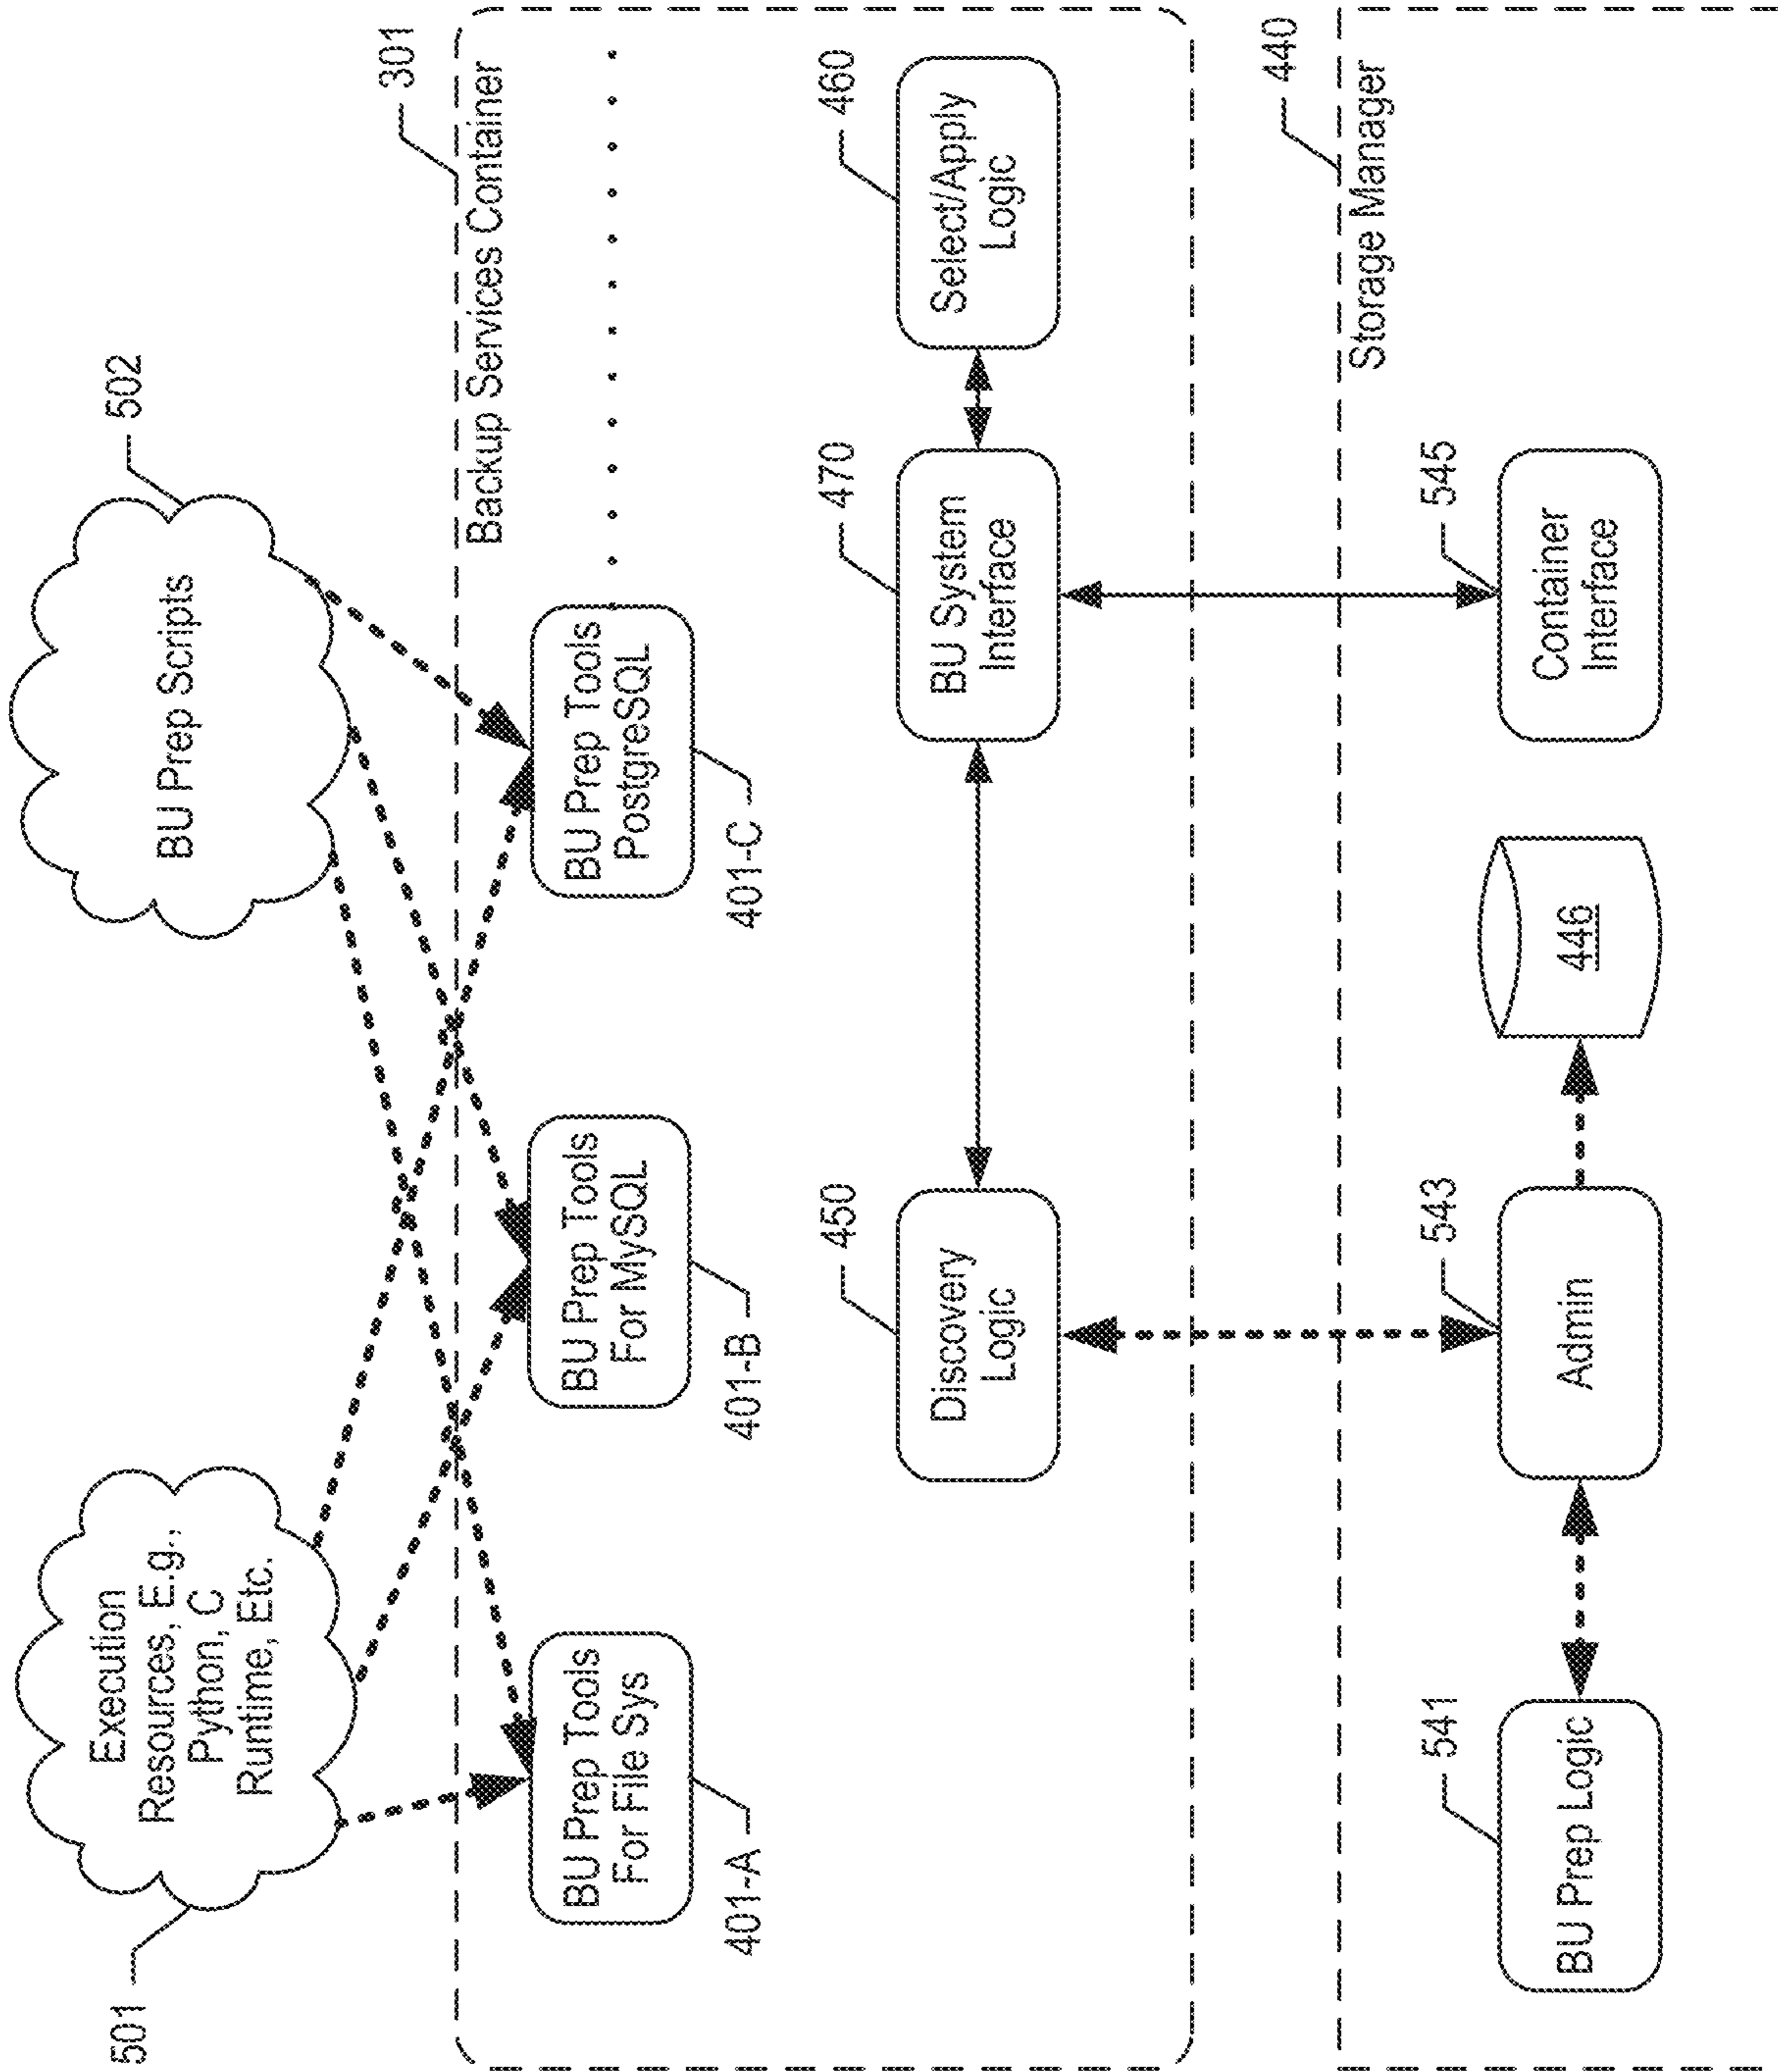 501
Execution
Resources, E.g.,
Python, C
Runtime, Etc.
BU Prep Scripts
502
301
Backup Services Container
BU Prep Tools
For File Sys
401-A
BU Prep Tools
For MySQL
401-B
BU Prep Tools
PostgreSQL
401-C
450
Discovery
Logic
470
BU System
Interface
460
Select/Apply
Logic
440
Storage Manager
541
BU Prep Logic
543
Admin
446
545
Container
Interface